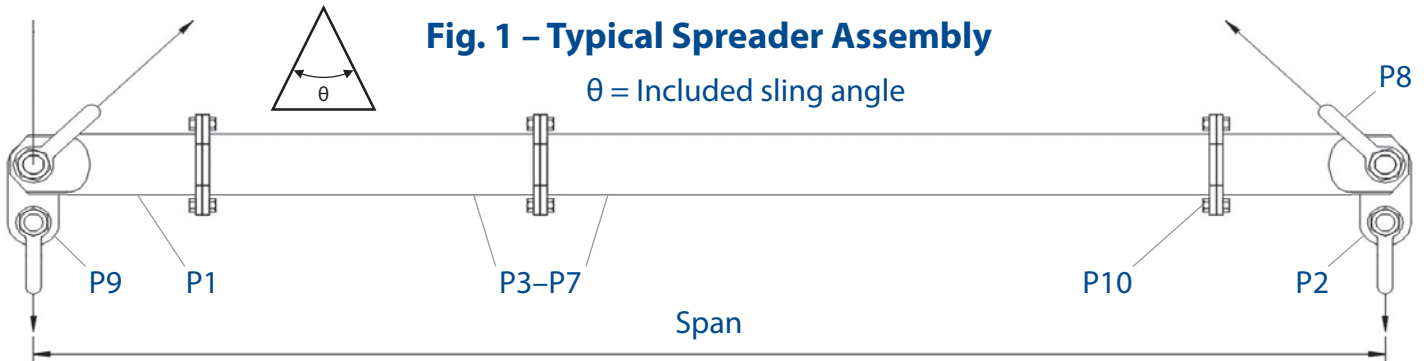 Fig. 1 – Typical Spreader Assembly
θ
θ = Included sling angle
P8
P9
P1
P3–P7
P10
P2
Span